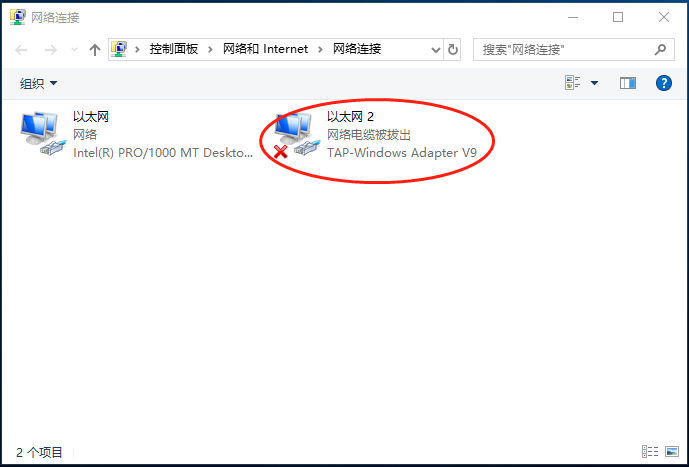 网络连接
控制面板 网络和 Internet 网络连接
搜索"网络连接"
组织
以太网
网络
Intel(R) PRO/1000 MT Deskto...
以太网 2
网络电缆被拔出
TAP-Windows Adapter V9
2 个项目